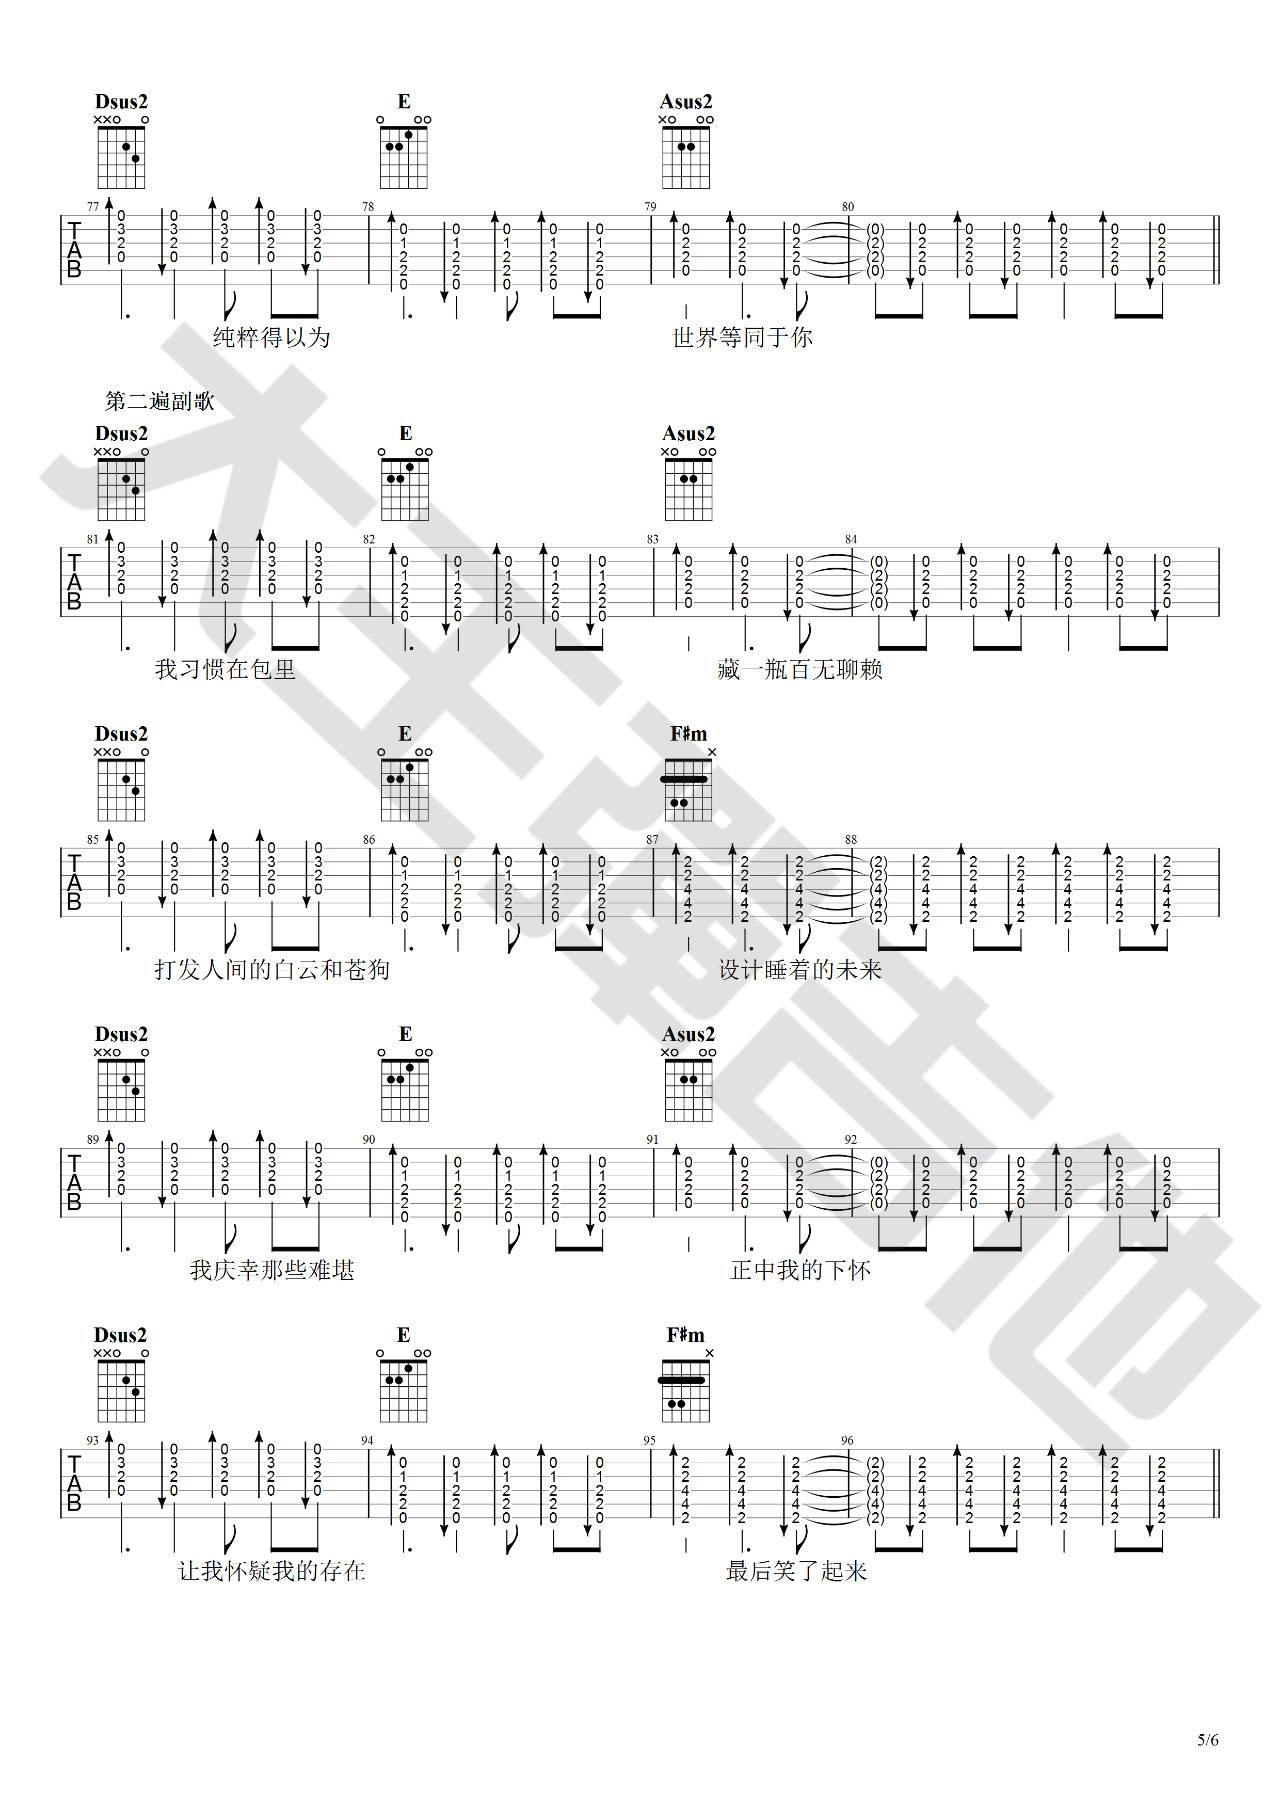 Dsus2 E Asus2
77 78 79 80
纯粹得以为 世界等同于你
第二遍副歌
Dsus2 E Asus2
81 82 83 84
我习惯在包里 藏一瓶百无聊赖
Dsus2 E F#m
85 86 87 88
打发人间的白云和苍狗 设计睡着的未来
Dsus2 E Asus2
89 90 91 92
我庆幸那些难堪 正中我的下怀
Dsus2 E F#m
93 94 95 96
让我怀疑我的存在 最后笑了起来
5/6
大王彈吉他